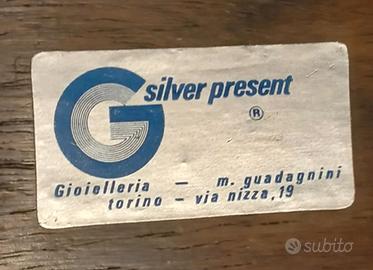 G silver present
®
Gioielleria — m. guadagnini
torino — via nizza, 19
subito